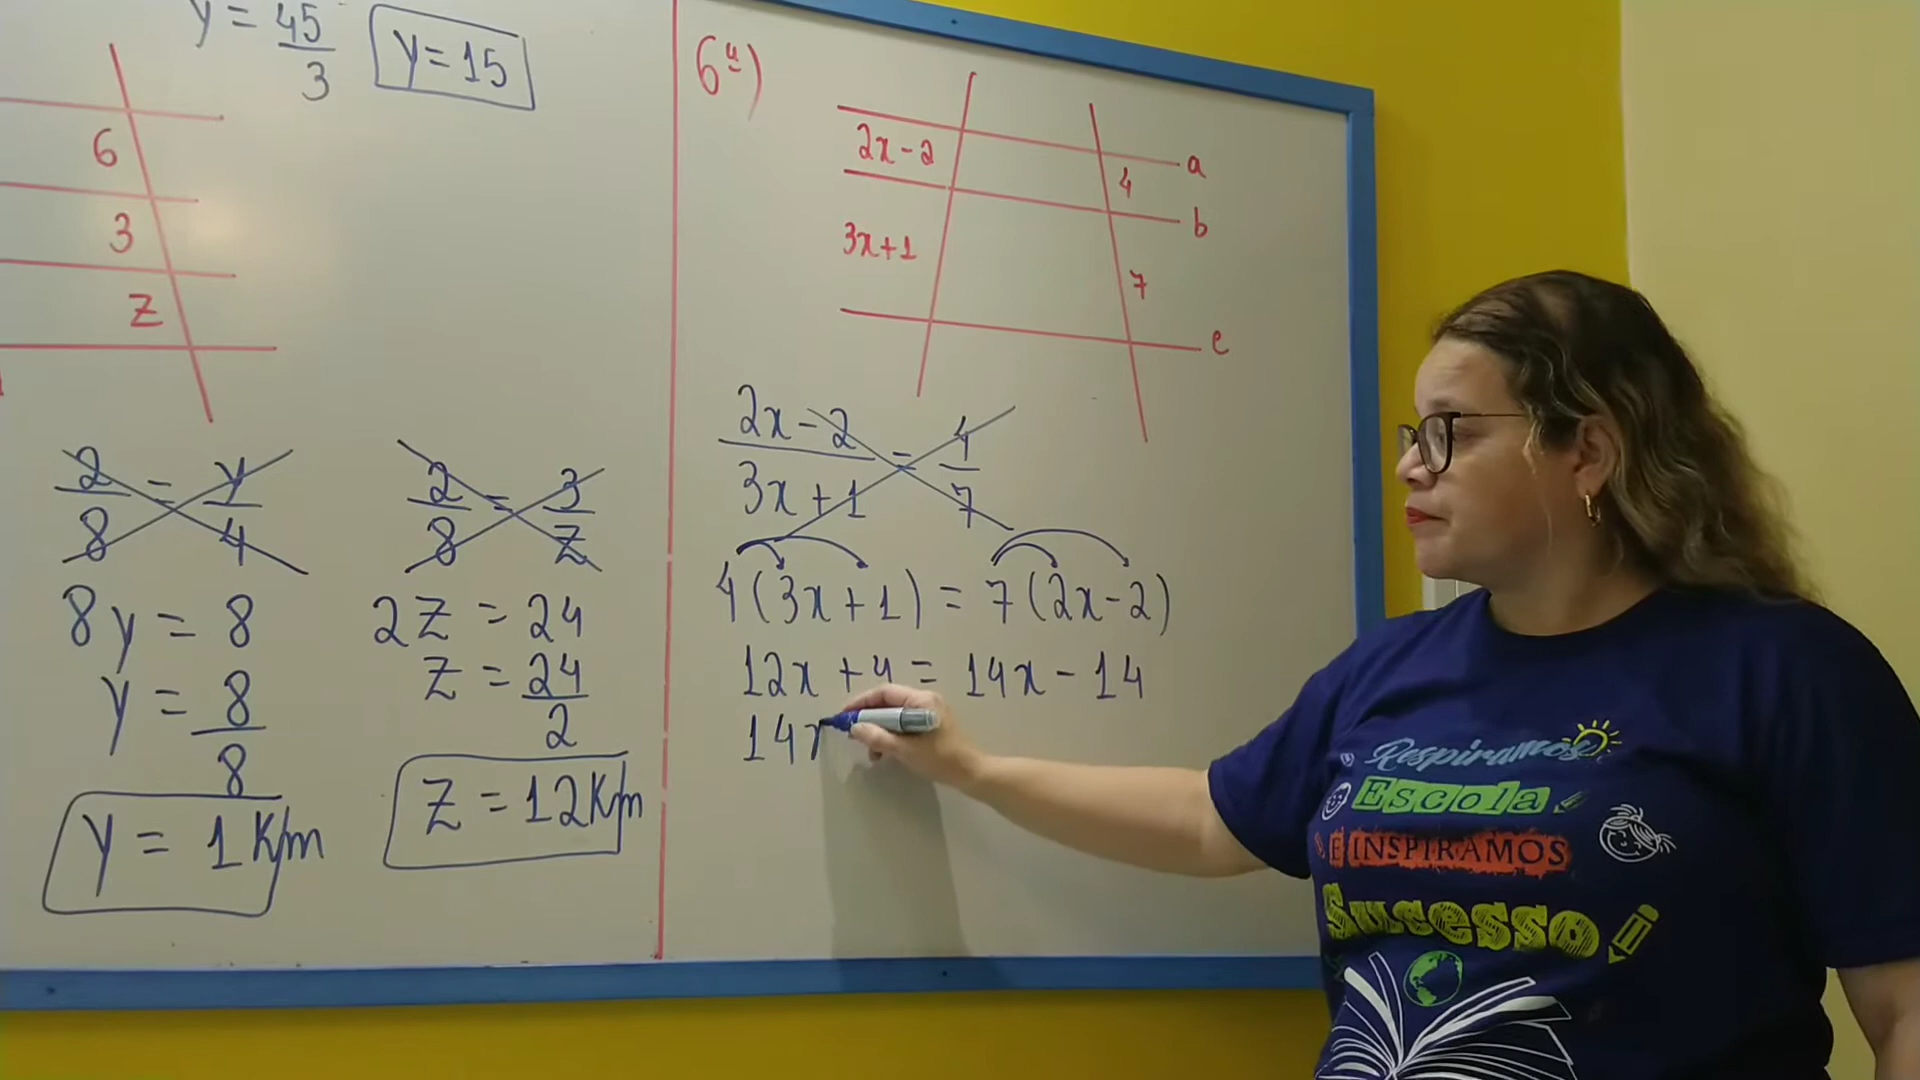 y = 45/3
y = 15
6
3
z
2/8 = y/4
8y = 8
y = 8/8
y = 1 Km
2/8 = 3/z
2z = 24
z = 24/2
z = 12 Km
6ª)
2x - 2
4
a
b
3x + 1
7
c
2x - 2 / 3x + 1 = 4/7
4(3x + 1) = 7(2x - 2)
12x + 4 = 14x - 14
14x
Respiramos
Escola
E INSPIRAMOS
Sucesso